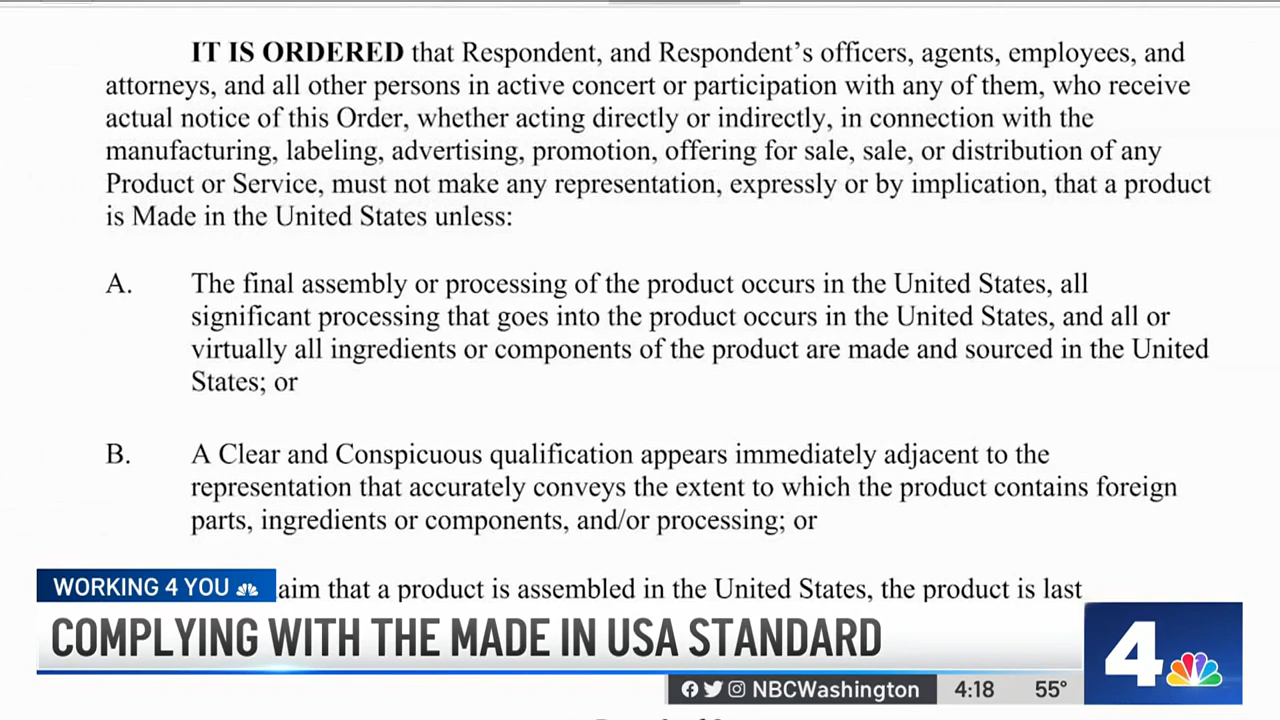 IT IS ORDERED that Respondent, and Respondent's officers, agents, employees, and
attorneys, and all other persons in active concert or participation with any of them, who receive
actual notice of this Order, whether acting directly or indirectly, in connection with the
manufacturing, labeling, advertising, promotion, offering for sale, sale, or distribution of any
Product or Service, must not make any representation, expressly or by implication, that a product
is Made in the United States unless:
A. The final assembly or processing of the product occurs in the United States, all
significant processing that goes into the product occurs in the United States, and all or
virtually all ingredients or components of the product are made and sourced in the United
States; or
B. A Clear and Conspicuous qualification appears immediately adjacent to the
representation that accurately conveys the extent to which the product contains foreign
parts, ingredients or components, and/or processing; or
WORKING 4 YOU
aim that a product is assembled in the United States, the product is last
COMPLYING WITH THE MADE IN USA STANDARD
4
NBCWashington 4:18 55°